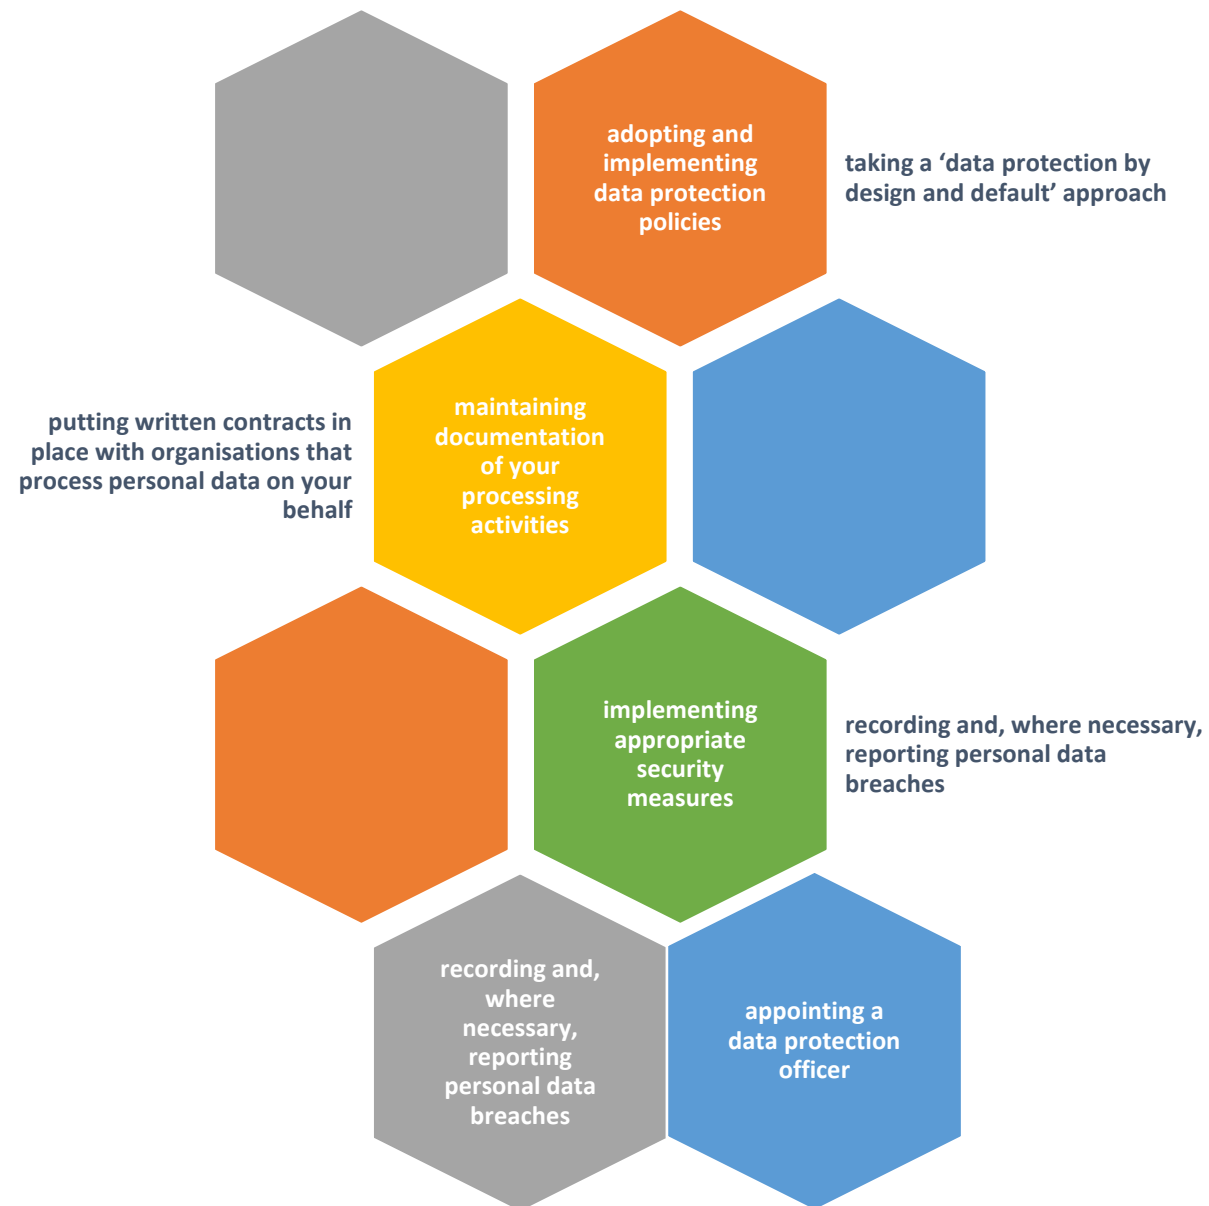 adopting and
implementing
data protection
policies
taking a ‘data protection by
design and default’ approach
putting written contracts in
place with organisations that
process personal data on your
behalf
maintaining
documentation
of your
processing
activities
implementing
appropriate
security
measures
recording and, where necessary,
reporting personal data
breaches
recording and,
where
necessary,
reporting
personal data
breaches
appointing a
data protection
officer